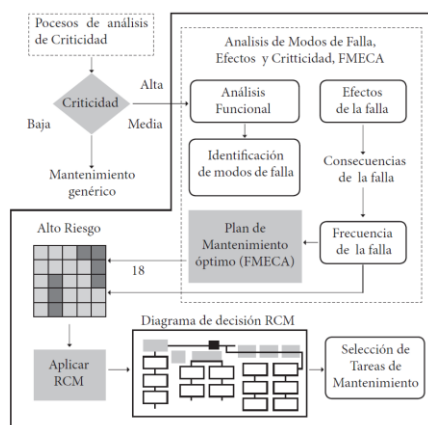 Pocesos de análisis
de Criticidad
Criticidad
Alta
Baja
Media
Mantenimiento
genérico
Analisis de Modos de Falla,
Efectos y Crittícidad, FMECA
Análisis
Funcional
Efectos
de la falla
Identificación
de modos de falla
Consecuencias
de la falla
Plan de
Mantenimiento
óptimo (FMECA)
Frecuencia
de la falla
Alto Riesgo
18
Aplicar
RCM
Diagrama de decisión RCM
Selección de
Tareas de
Mantenimiento